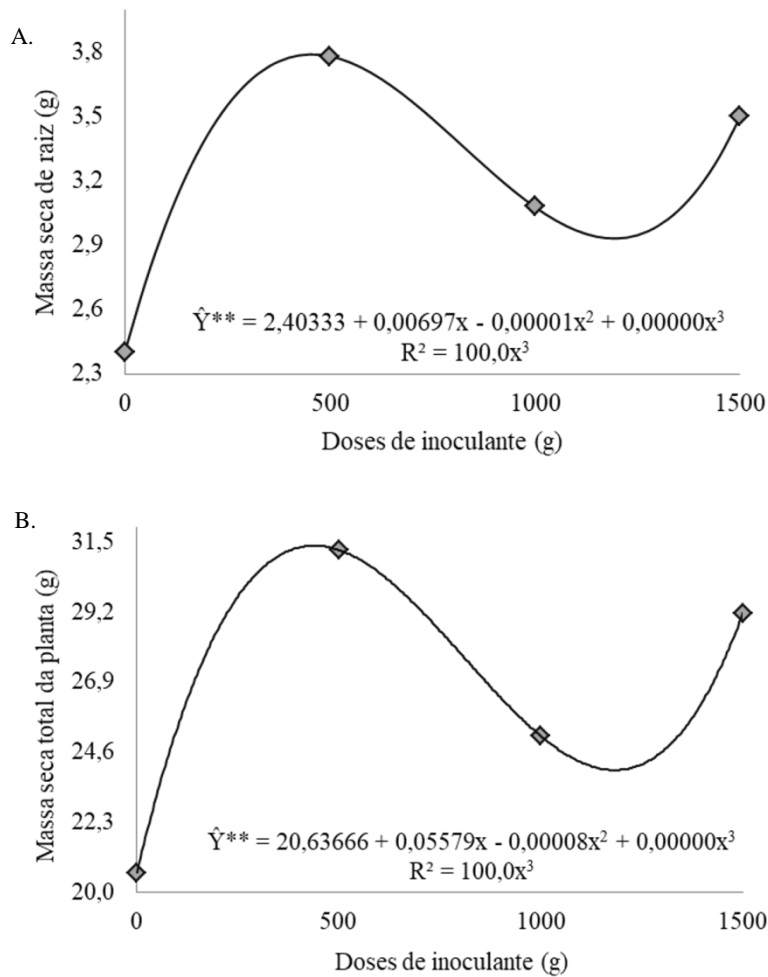 A.
Massa seca de raiz (g)
3,8
3,5
3,2
2,9
2,6
2,3
Ŷ** = 2,40333 + 0,00697x - 0,00001x² + 0,00000x³
R² = 100,0x³
0 500 1000 1500
Doses de inoculante (g)
B.
Massa seca total da planta (g)
31,5
29,2
26,9
24,6
22,3
20,0
Ŷ** = 20,63666 + 0,05579x - 0,00008x² + 0,00000x³
R² = 100,0x³
0 500 1000 1500
Doses de inoculante (g)